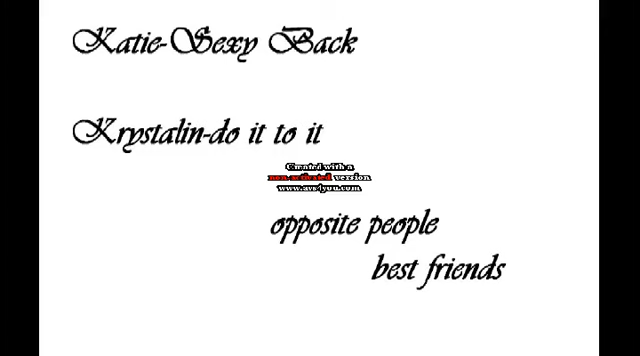 Katie-Sexy Back
Krystalin-do it to it
Created with a
non-activated version
www.avs4you.com
opposite people
best friends